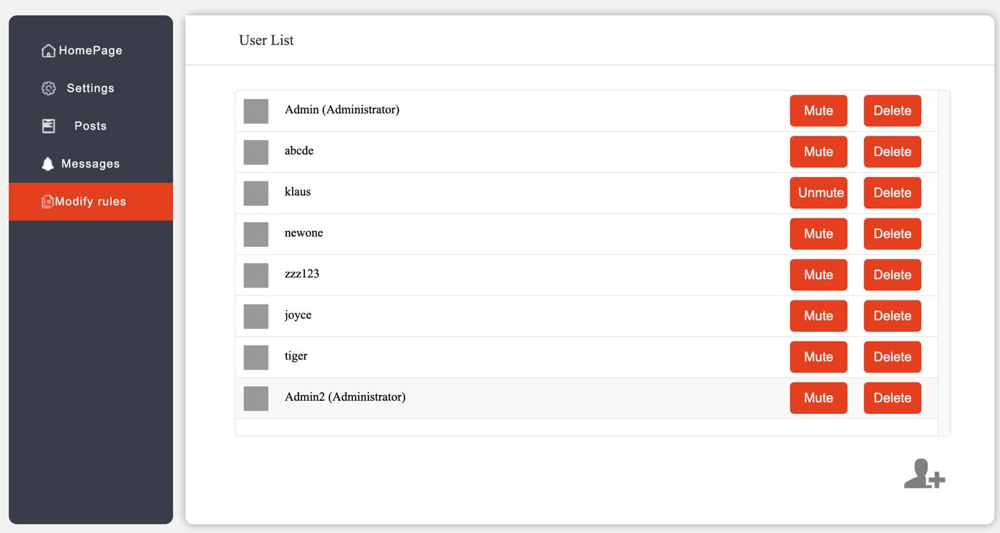 HomePage
Settings
Posts
Messages
Modify rules
User List
Admin (Administrator) Mute Delete
abcde Mute Delete
klaus Unmute Delete
newone Mute Delete
zzz123 Mute Delete
joyce Mute Delete
tiger Mute Delete
Admin2 (Administrator) Mute Delete